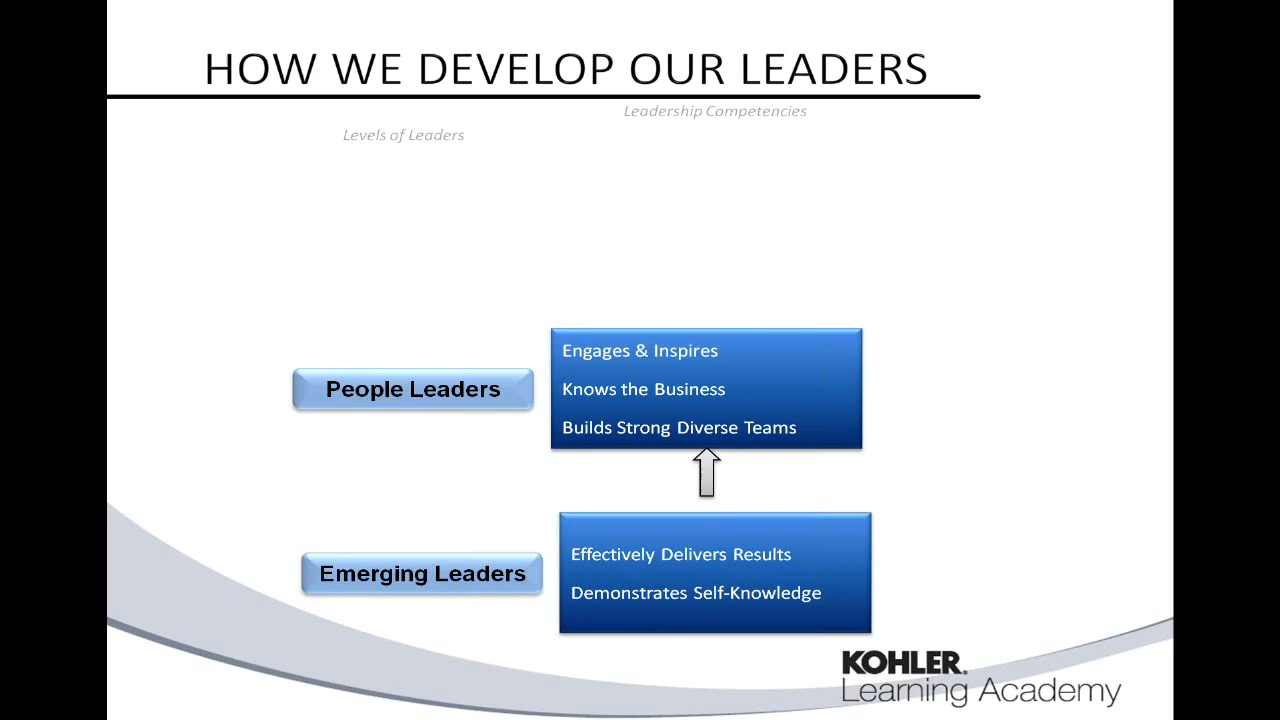 HOW WE DEVELOP OUR LEADERS
Leadership Competencies
Levels of Leaders
Engages & Inspires
People Leaders
Knows the Business
Builds Strong Diverse Teams
Effectively Delivers Results
Emerging Leaders
Demonstrates Self-Knowledge
KOHLER.
Learning Academy